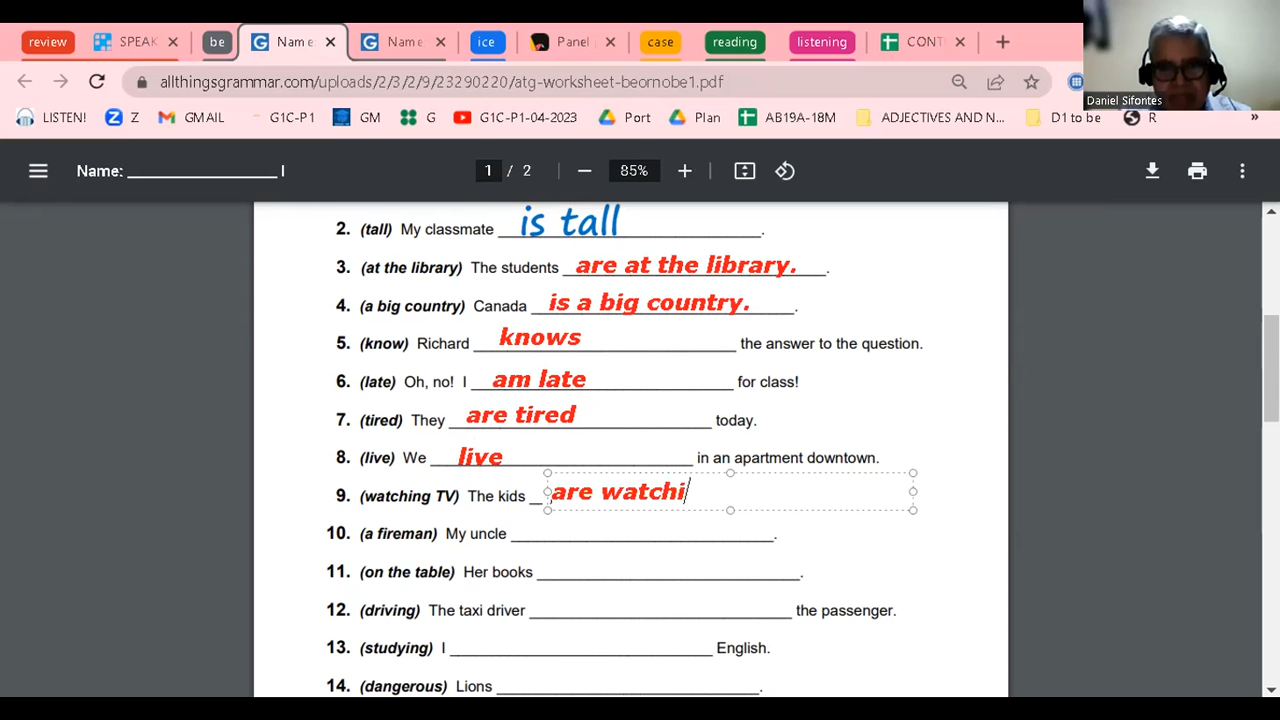 review SPEAK be Name Name ice Panel case reading listening CONT
allthingsgrammar.com/uploads/2/3/2/9/23290220/atg-worksheet-beornobe1.pdf
Daniel Sifontes
LISTEN! Z GMAIL G1C-P1 GM G G1C-P1-04-2023 Port Plan AB19A-18M ADJECTIVES AND N... D1 to be R »
Name: _________________ I 1 / 2 85%
2. (tall) My classmate is tall.
3. (at the library) The students are at the library. .
4. (a big country) Canada is a big country. .
5. (know) Richard knows the answer to the question.
6. (late) Oh, no! I am late for class!
7. (tired) They are tired today.
8. (live) We live in an apartment downtown.
9. (watching TV) The kids are watchi
10. (a fireman) My uncle ______________________________.
11. (on the table) Her books ______________________________.
12. (driving) The taxi driver ______________________________ the passenger.
13. (studying) I ______________________________ English.
14. (dangerous) Lions ______________________________.